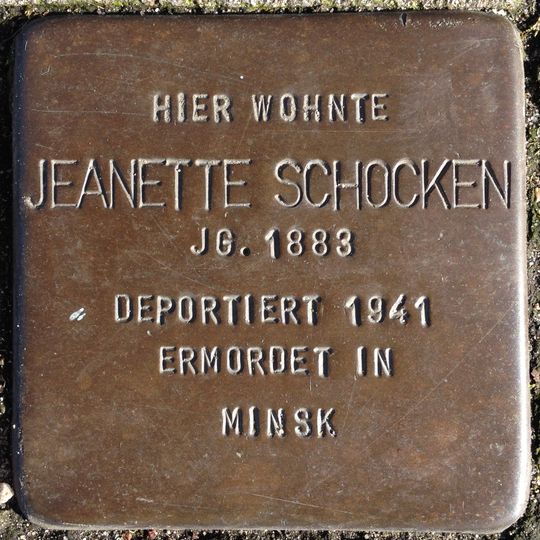 HIER WOHNTE
JEANETTE SCHOCKEN
JG. 1883
DEPORTIERT 1941
ERMORDET IN
MINSK